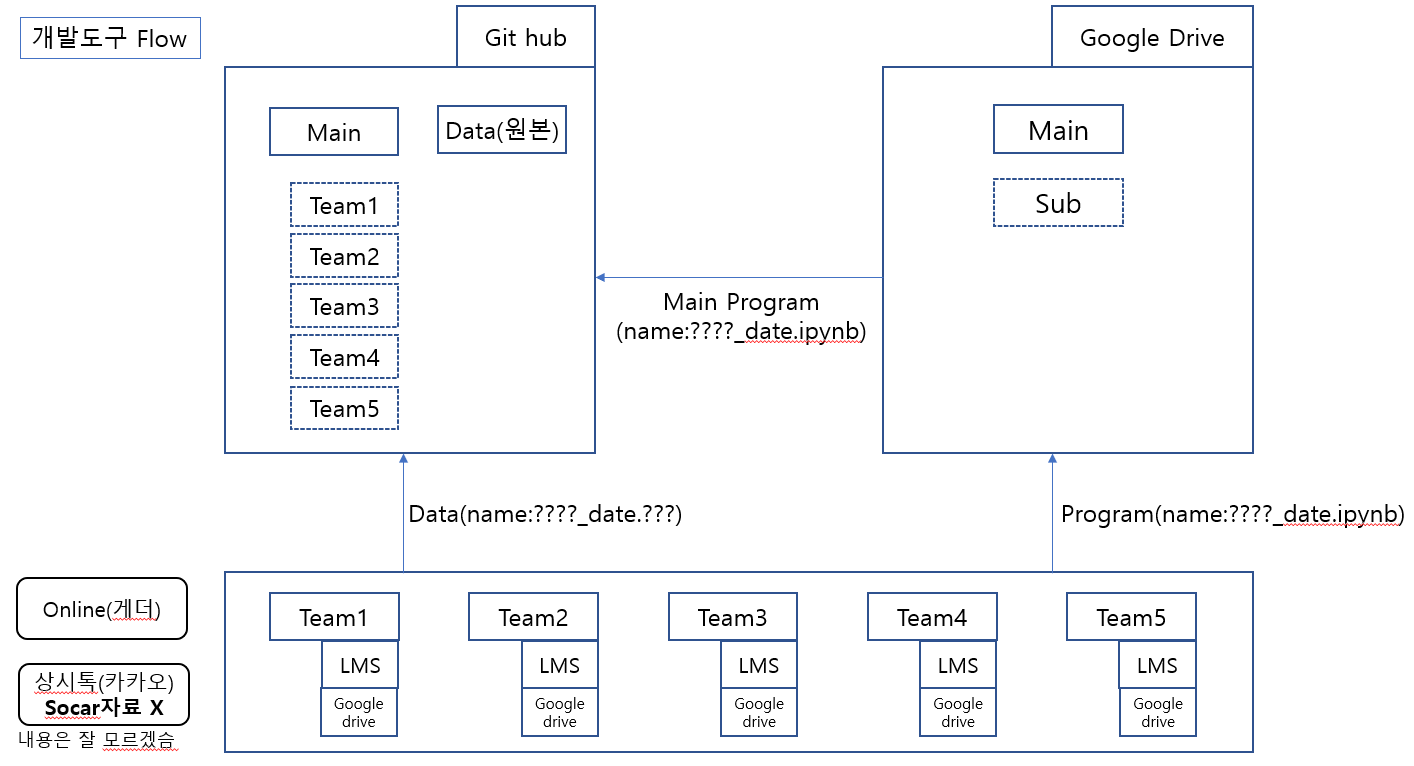 개발도구 Flow
Git hub
Google Drive
Main
Data(원본)
Main
Team1
Sub
Team2
Team3
Team4
Team5
Main Program
(name:????_date.ipynb)
Data(name:????_date.???)
Program(name:????_date.ipynb)
Online(게더)
상시톡(카카오)
Socar자료 X
내용은 잘 모르겠슴
Team1
LMS
Google
drive
Team2
LMS
Google
drive
Team3
LMS
Google
drive
Team4
LMS
Google
drive
Team5
LMS
Google
drive